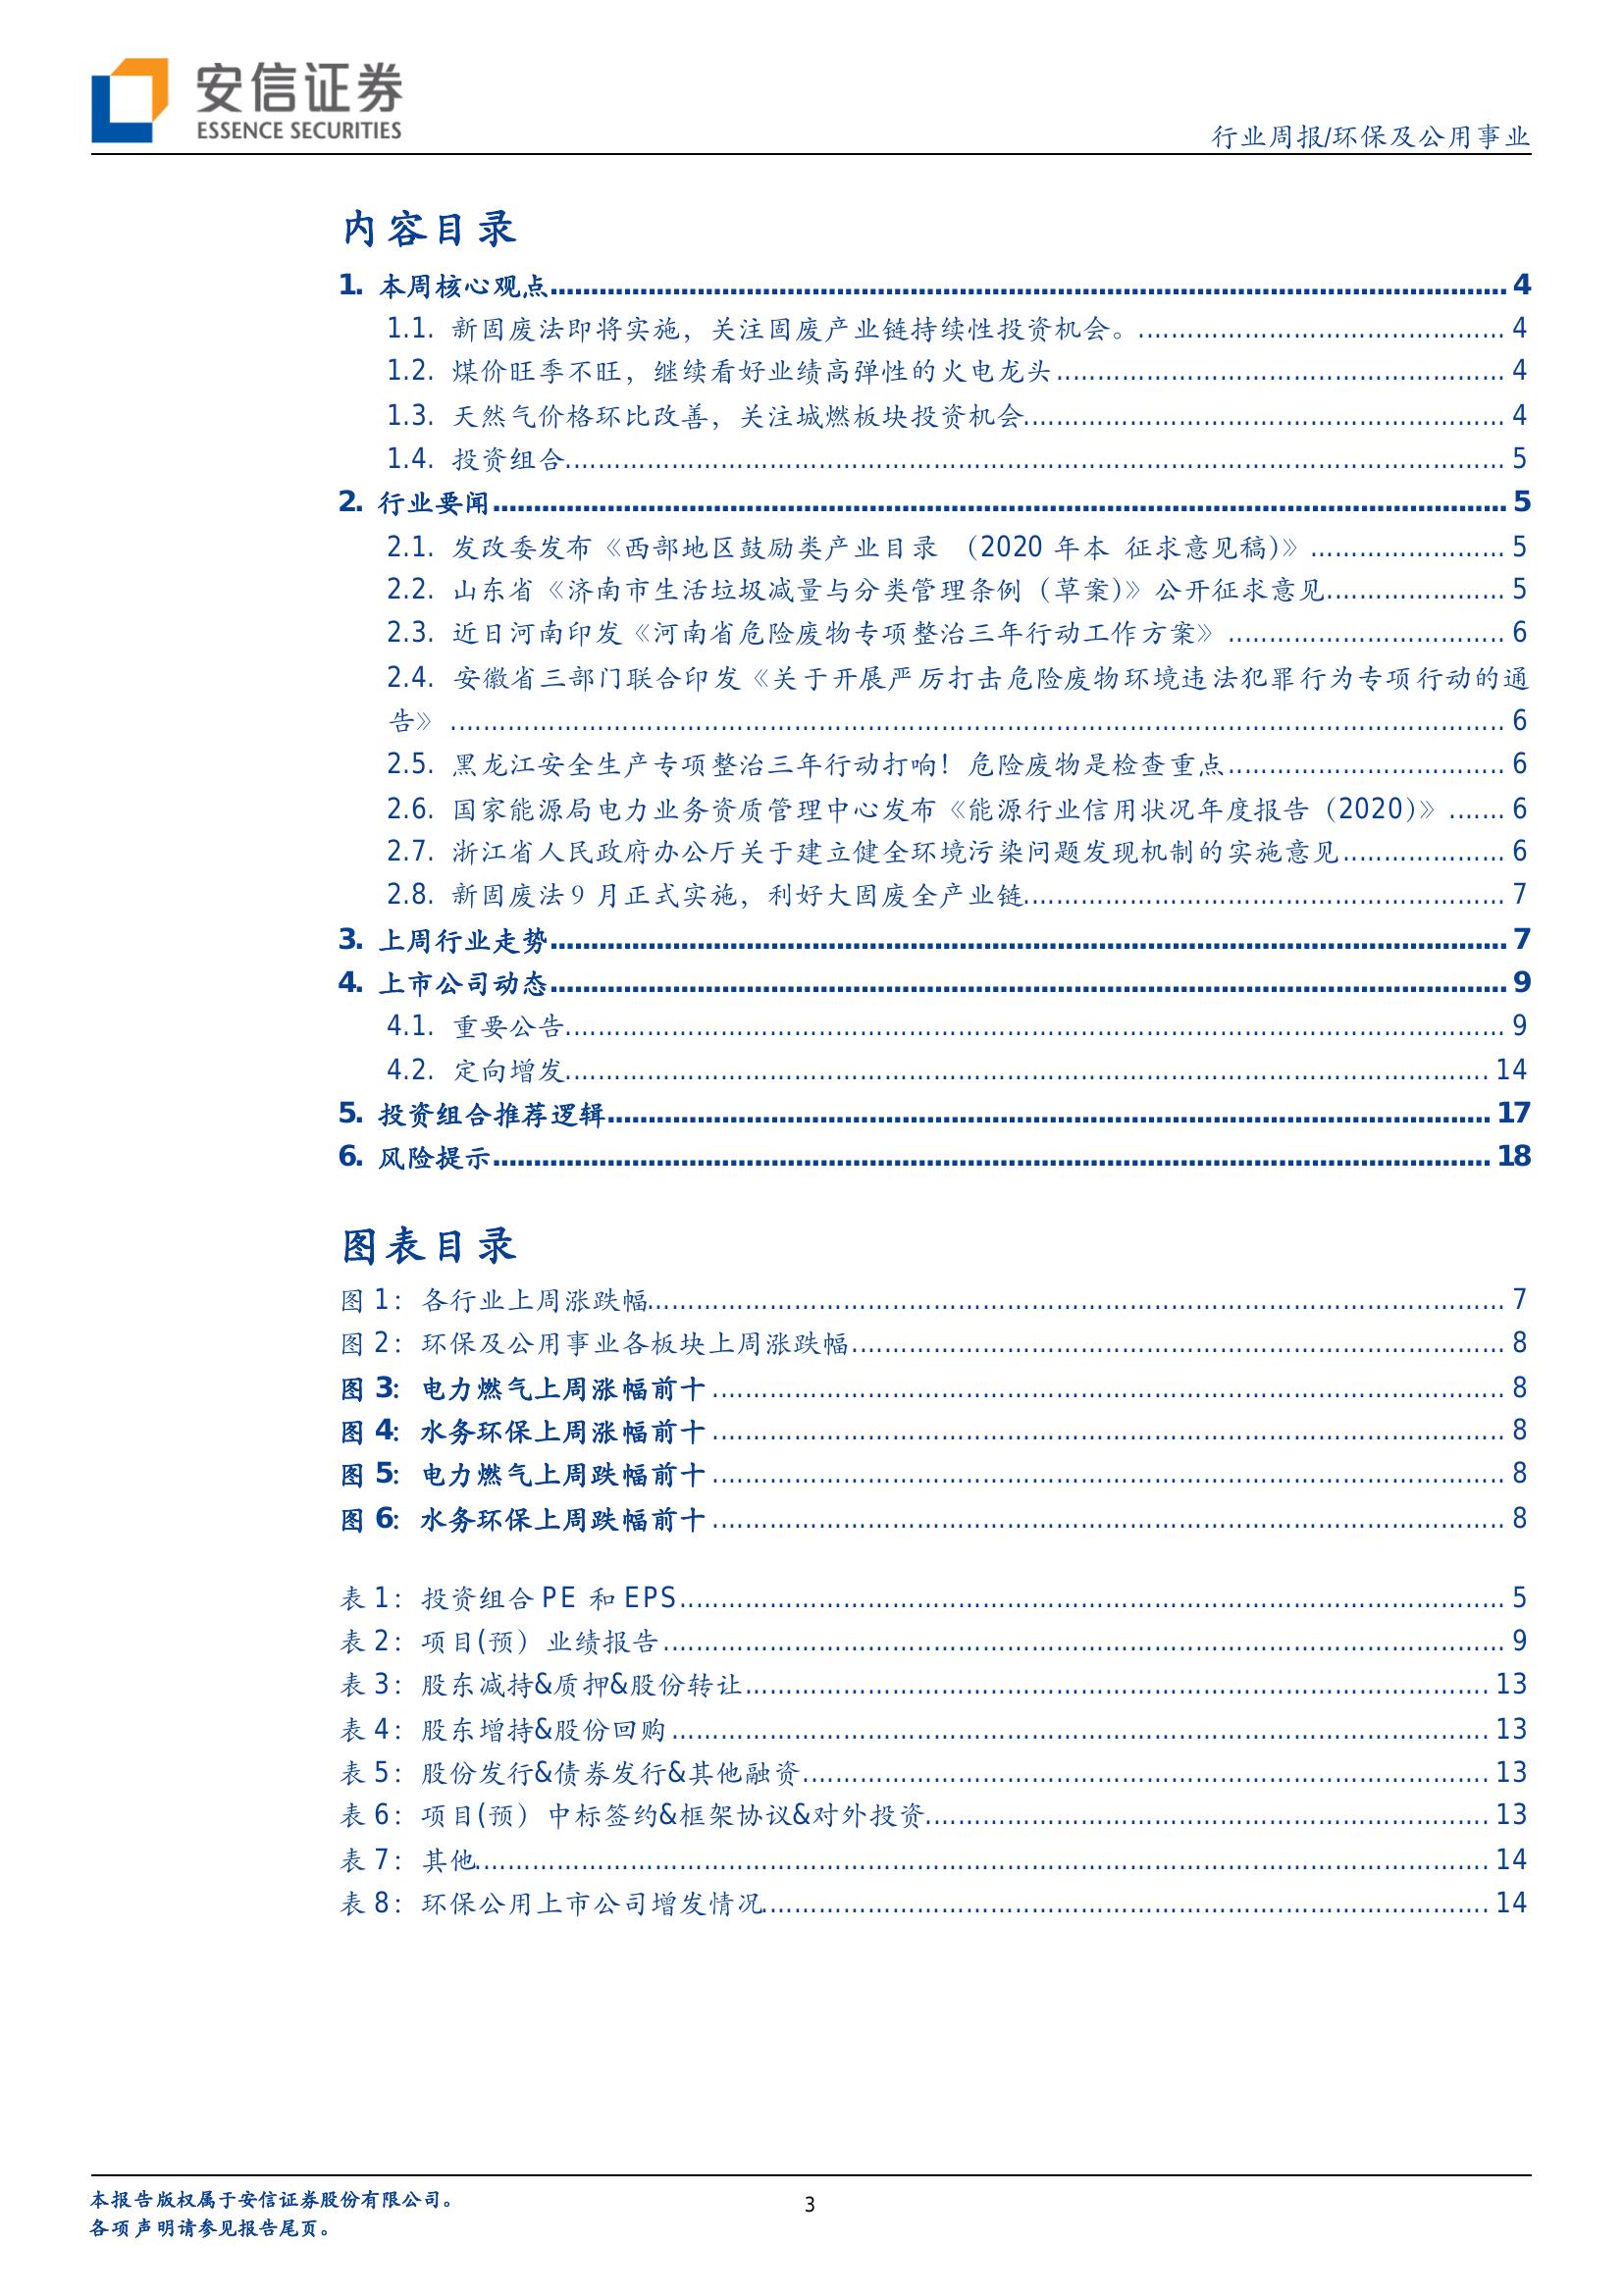 安信证券
ESSENCE SECURITIES
行业周报/环保及公用事业
内容目录
1. 本周核心观点 4
1.1. 新固废法即将实施，关注固废产业链持续性投资机会。 4
1.2. 煤价旺季不旺，继续看好业绩高弹性的火电龙头 4
1.3. 天然气价格环比改善，关注城燃板块投资机会 4
1.4. 投资组合 5
2. 行业要闻 5
2.1. 发改委发布《西部地区鼓励类产业目录 （2020 年本 征求意见稿)》 5
2.2. 山东省《济南市生活垃圾减量与分类管理条例（草案)》公开征求意见 5
2.3. 近日河南印发《河南省危险废物专项整治三年行动工作方案》 6
2.4. 安徽省三部门联合印发《关于开展严厉打击危险废物环境违法犯罪行为专项行动的通
告》 6
2.5. 黑龙江安全生产专项整治三年行动打响！危险废物是检查重点 6
2.6. 国家能源局电力业务资质管理中心发布《能源行业信用状况年度报告（2020)》 6
2.7. 浙江省人民政府办公厅关于建立健全环境污染问题发现机制的实施意见 6
2.8. 新固废法 9 月正式实施，利好大固废全产业链 7
3. 上周行业走势 7
4. 上市公司动态 9
4.1. 重要公告 9
4.2. 定向增发 14
5. 投资组合推荐逻辑 17
6. 风险提示 18
图表目录
图 1：各行业上周涨跌幅 7
图 2：环保及公用事业各板块上周涨跌幅 8
图 3：电力燃气上周涨幅前十 8
图 4：水务环保上周涨幅前十 8
图 5：电力燃气上周跌幅前十 8
图 6：水务环保上周跌幅前十 8
表 1：投资组合 PE 和 EPS 5
表 2：项目(预）业绩报告 9
表 3：股东减持&质押&股份转让 13
表 4：股东增持&股份回购 13
表 5：股份发行&债券发行&其他融资 13
表 6：项目(预）中标签约&框架协议&对外投资 13
表 7：其他 14
表 8：环保公用上市公司增发情况 14
本报告版权属于安信证券股份有限公司。
各项声明请参见报告尾页。
3